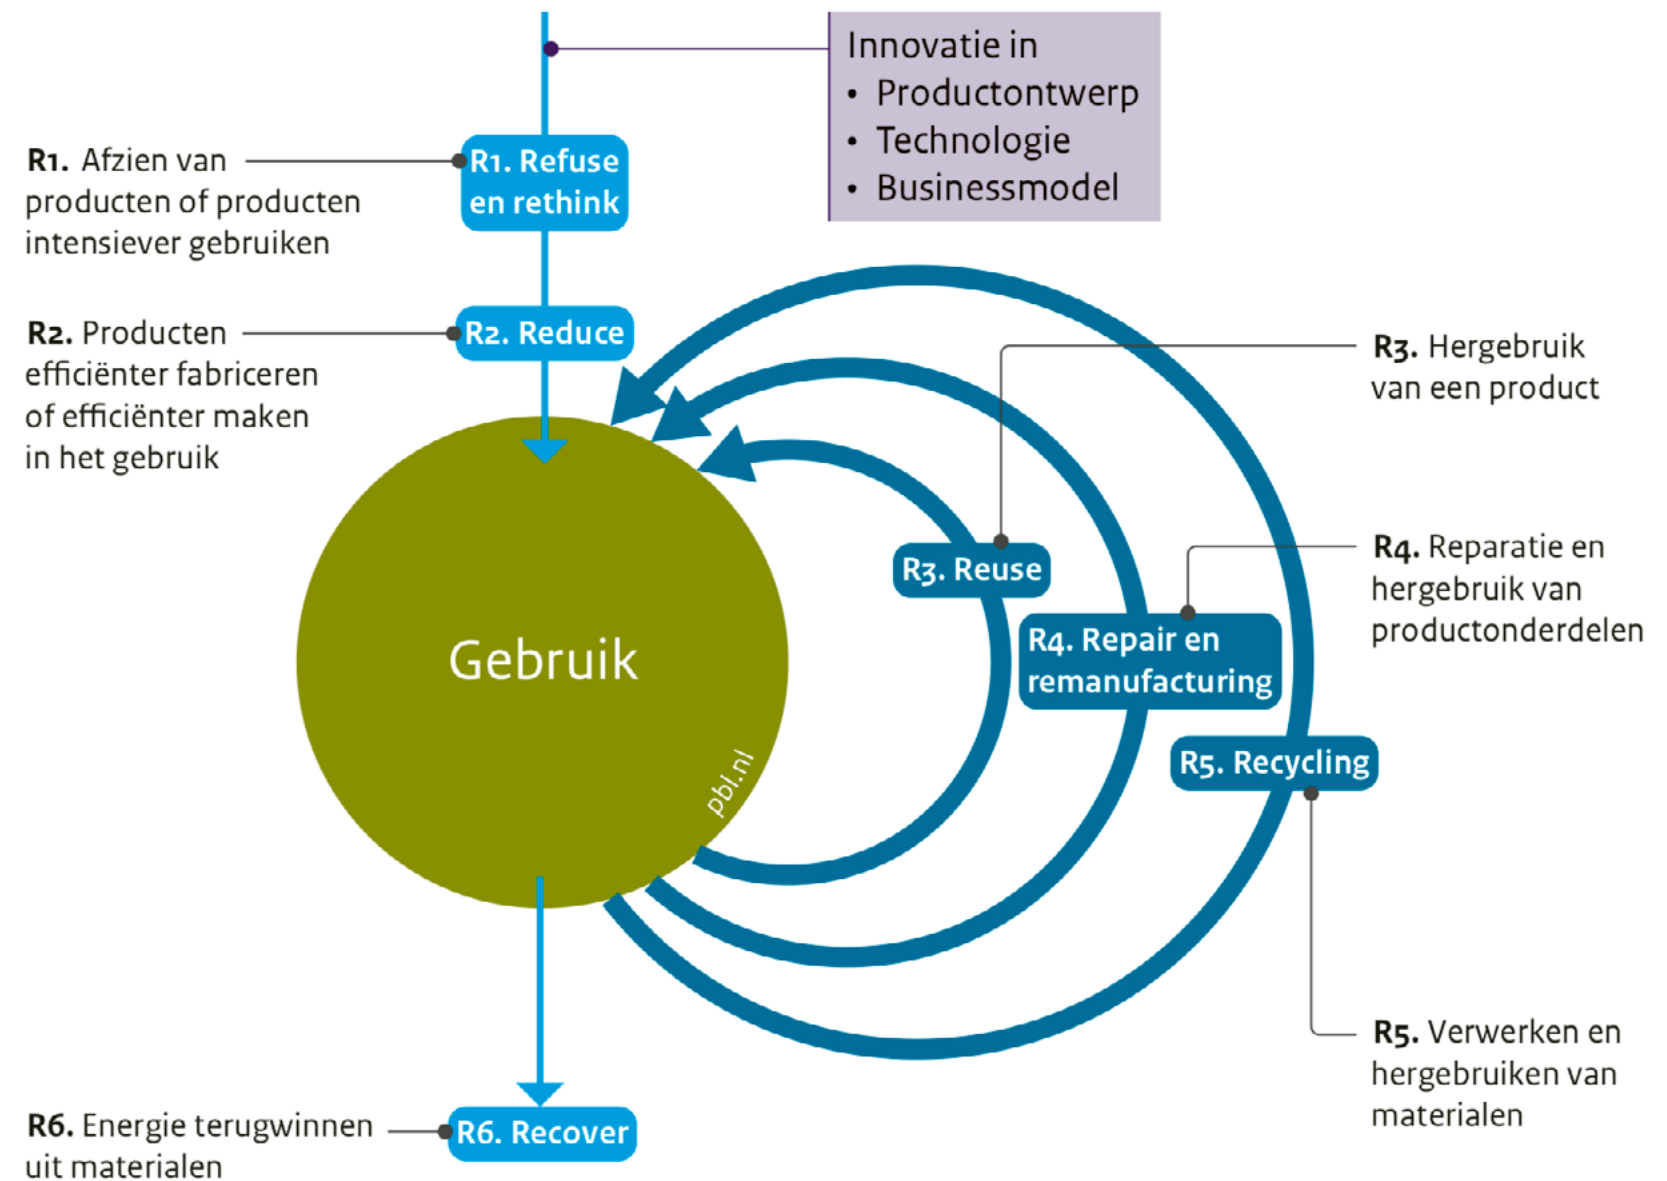 Innovatie in
• Productontwerp
• Technologie
• Businessmodel
R1. Afzien van
producten of producten
intensiever gebruiken
R1. Refuse
en rethink
R2. Producten
efficiënter fabriceren
of efficiënter maken
in het gebruik
R2. Reduce
R3. Hergebruik
van een product
R3. Reuse
R4. Reparatie en
hergebruik van
productonderdelen
R4. Repair en
remanufacturing
Gebruik
pbl.nl
R5. Recycling
R5. Verwerken en
hergebruiken van
materialen
R6. Energie terugwinnen
uit materialen
R6. Recover